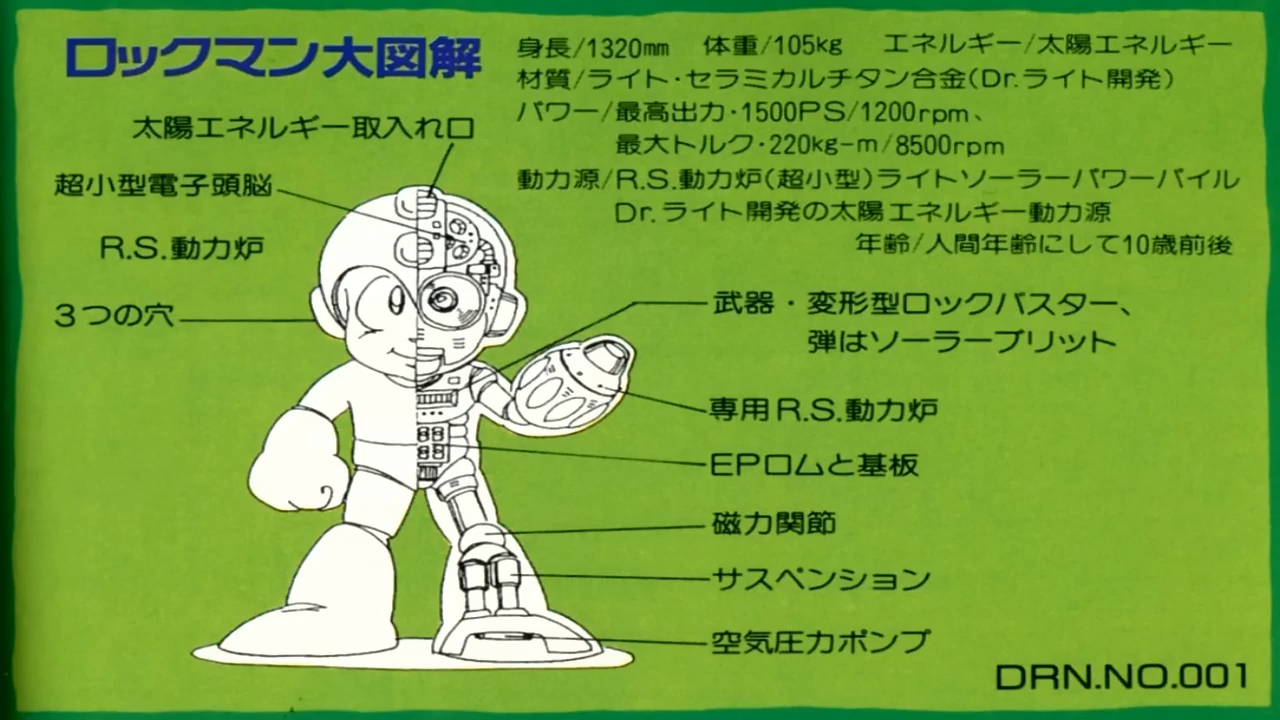 ロックマン大図解
身長/1320mm 体重/105kg エネルギー/太陽エネルギー
材質/ライト・セラミカルチタン合金(Dr.ライト開発)
パワー/最高出力・1500PS/1200rpm、
最大トルク・220kg-m/8500rpm
動力源/R.S.動力炉(超小型)ライトソーラーパワーパイル
Dr.ライト開発の太陽エネルギー動力源
年齢/人間年齢にして10歳前後
太陽エネルギー取入れ口
超小型電子頭脳
R.S.動力炉
3つの穴
武器・変形型ロックバスター、
弾はソーラーブリット
専用R.S.動力炉
EPロムと基板
磁力関節
サスペンション
空気圧力ポンプ
DRN.NO.001